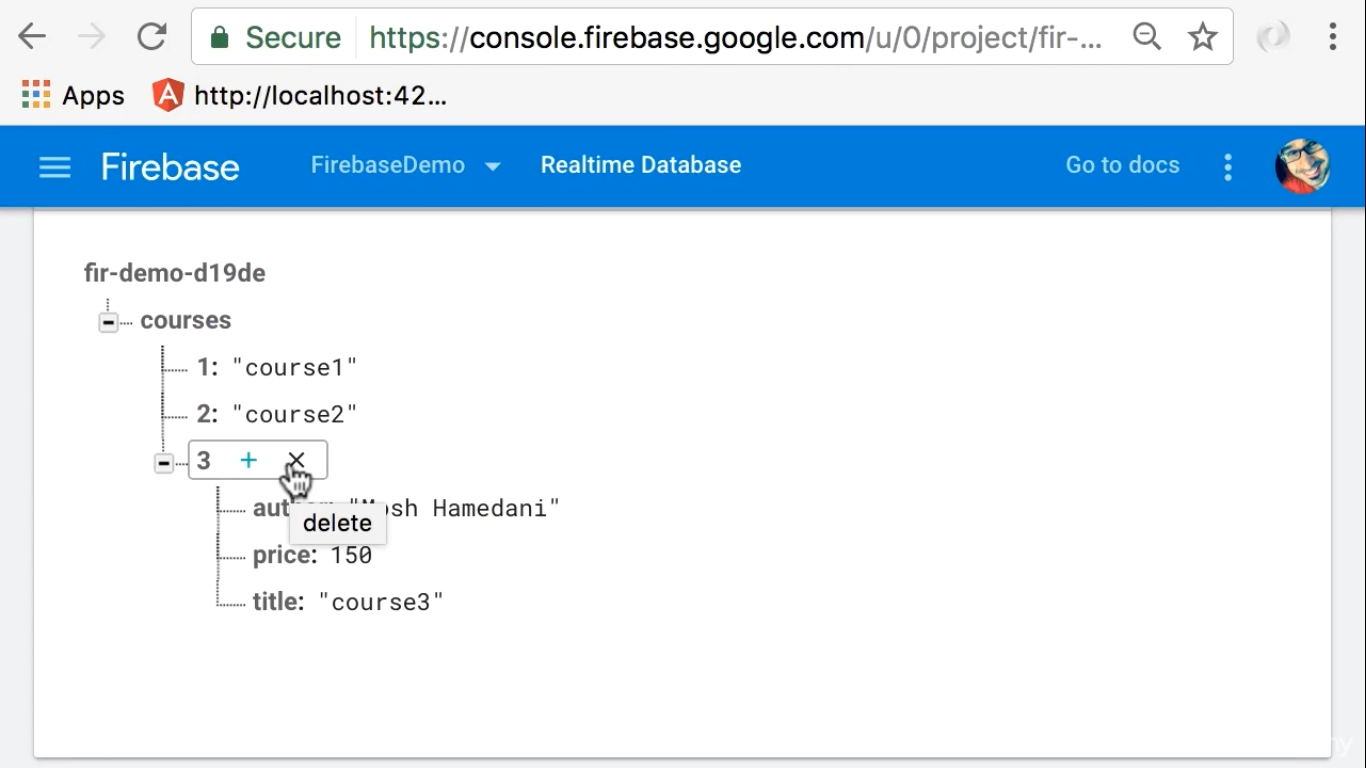 Secure https://console.firebase.google.com/u/0/project/fir-...
Apps http://localhost:42...
Firebase FirebaseDemo Realtime Database Go to docs
fir-demo-d19de
courses
1: "course1"
2: "course2"
3 + ×
"Mosh Hamedani"
delete
price: 150
title: "course3"